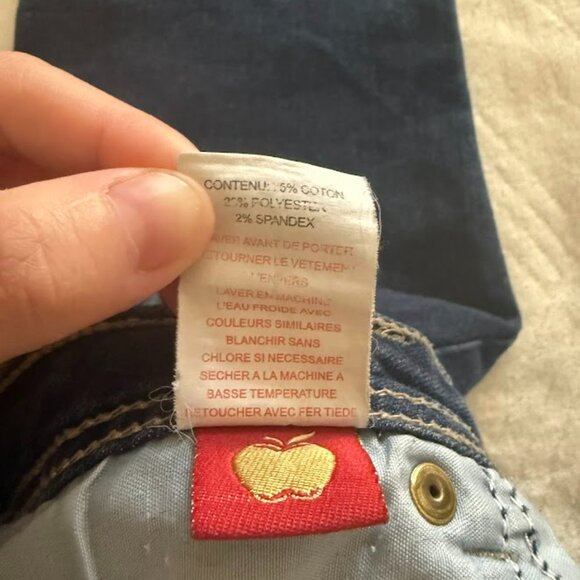 CONTENU: 5% COTON
POLYESTER
2% SPANDEX
LAVER AVANT DE PORTER
RETOURNER LE VETEMENT
L'ENVERS
LAVER EN MACHINE
L'EAU FROIDE AVEC
COULEURS SIMILAIRES
BLANCHIR SANS
CHLORE SI NECESSAIRE
SECHER A LA MACHINE A
BASSE TEMPERATURE
RETOUCHER AVEC FER TIEDE